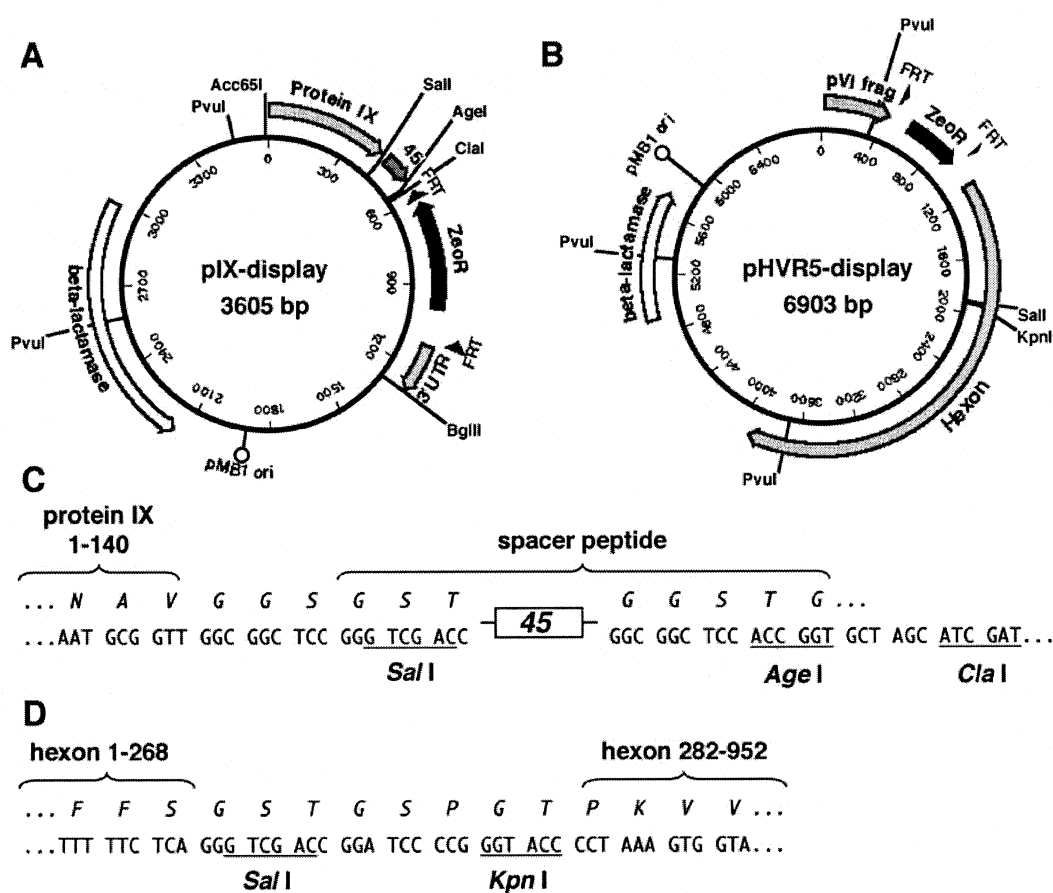 A
Acc65I
PvuI
Protein IX
SalI
AgeI
ClaI
45
FRT
ZeoR
FRT
3'UTR
BglII
pMB1 ori
beta-lactamase
PvuI
0
300
600
900
1200
1500
1800
2100
2400
2700
3000
3300
pIX-display
3605 bp
B
PvuI
pVI frag
FRT
ZeoR
FRT
pMB1 ori
beta-lactamase
PvuI
SalI
KpnI
Hexon
PvuI
0
400
800
1200
1600
2000
2400
2800
3200
3600
4000
4400
4800
5200
5600
6000
6400
pHVR5-display
6903 bp
C
protein IX
1-140
spacer peptide
... N A V G G S G S T G G S T G ...
...AAT GCG GTT GGC GGC TCC GGG TCG ACC 45 GGC GGC TCC ACC GGT GCT AGC ATC GAT...
Sal I Age I Cla I
D
hexon 1-268 hexon 282-952
... F F S G S T G S P G T P K V V ...
...TTT TTC TCA GGG TCG ACC GGA TCC CCG GGT ACC CCT AAA GTG GTA...
Sal I Kpn I